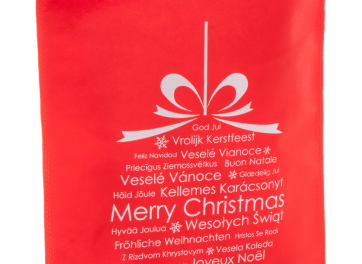 God Jul
Vrolijk Kerstfeest
Feliz Navidad Veselé Vianoce
Priecīgus Ziemassvētkus Buon Natale
Veselé Vánoce Glædelig Jul
Häid Jõule Kellemes Karácsonyt
Merry Christmas
Hyvää Joulua Wesołych Świąt
Fröhliche Weihnachten Hristos Se Rodi
Z Rizdvom Khrystovym Vesela Koleda
Joyeux Noël